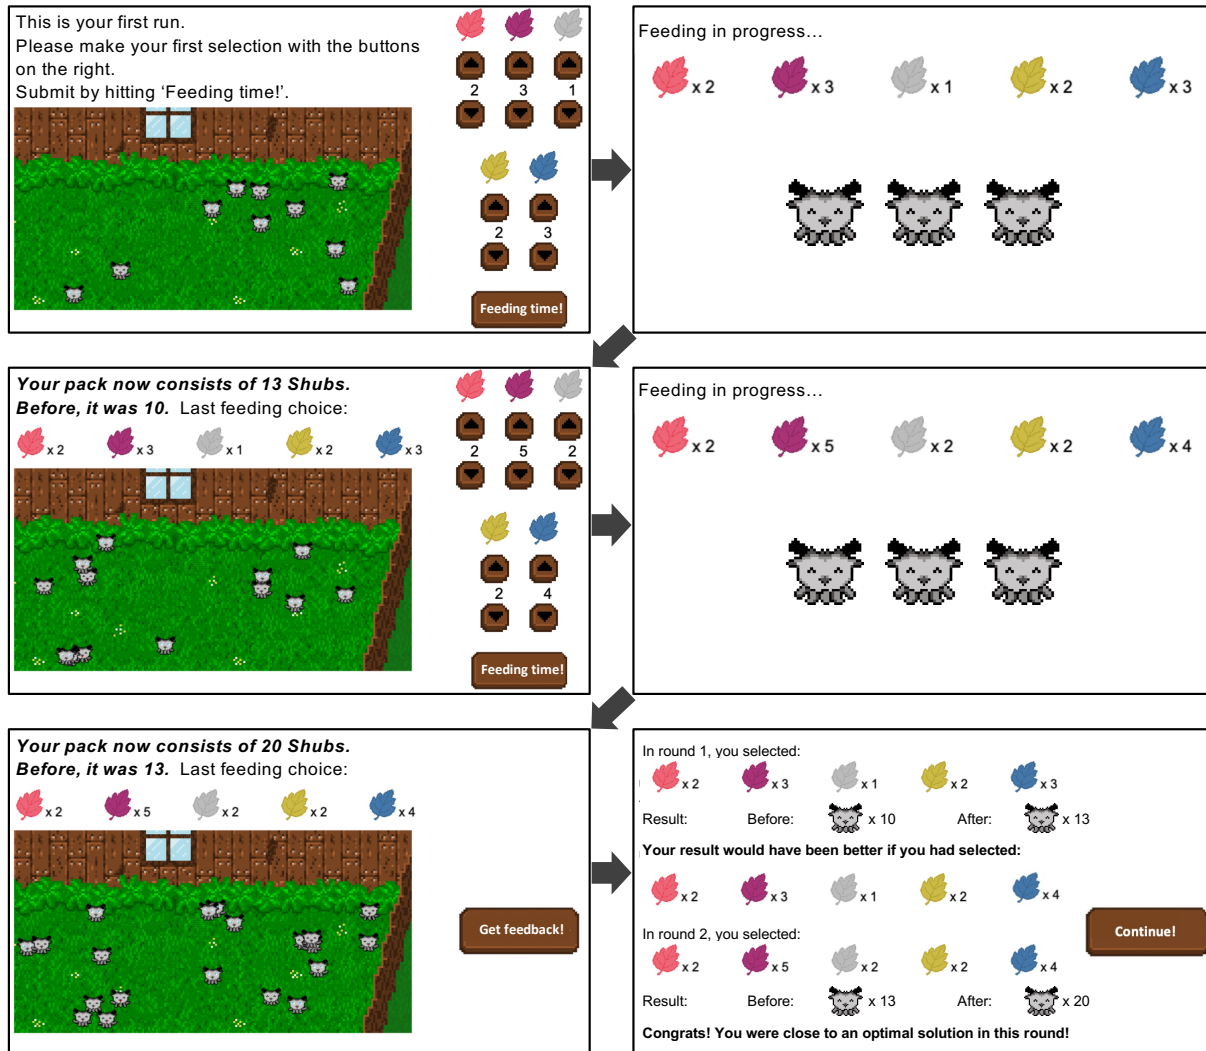 This is your first run.
Please make your first selection with the buttons
on the right.
Submit by hitting ‘Feeding time!’.
2 3 1
2 3
Feeding time!
Feeding in progress...
x 2 x 3 x 1 x 2 x 3
Your pack now consists of 13 Shubs.
Before, it was 10. Last feeding choice:
x 2 x 3 x 1 x 2 x 3
2 5 2
2 4
Feeding time!
Feeding in progress...
x 2 x 5 x 2 x 2 x 4
Your pack now consists of 20 Shubs.
Before, it was 13. Last feeding choice:
x 2 x 5 x 2 x 2 x 4
Get feedback!
In round 1, you selected:
x 2 x 3 x 1 x 2 x 3
Result: Before: x 10 After: x 13
Your result would have been better if you had selected:
x 2 x 3 x 1 x 2 x 4
In round 2, you selected:
x 2 x 5 x 2 x 2 x 4
Result: Before: x 13 After: x 20
Congrats! You were close to an optimal solution in this round!
Continue!